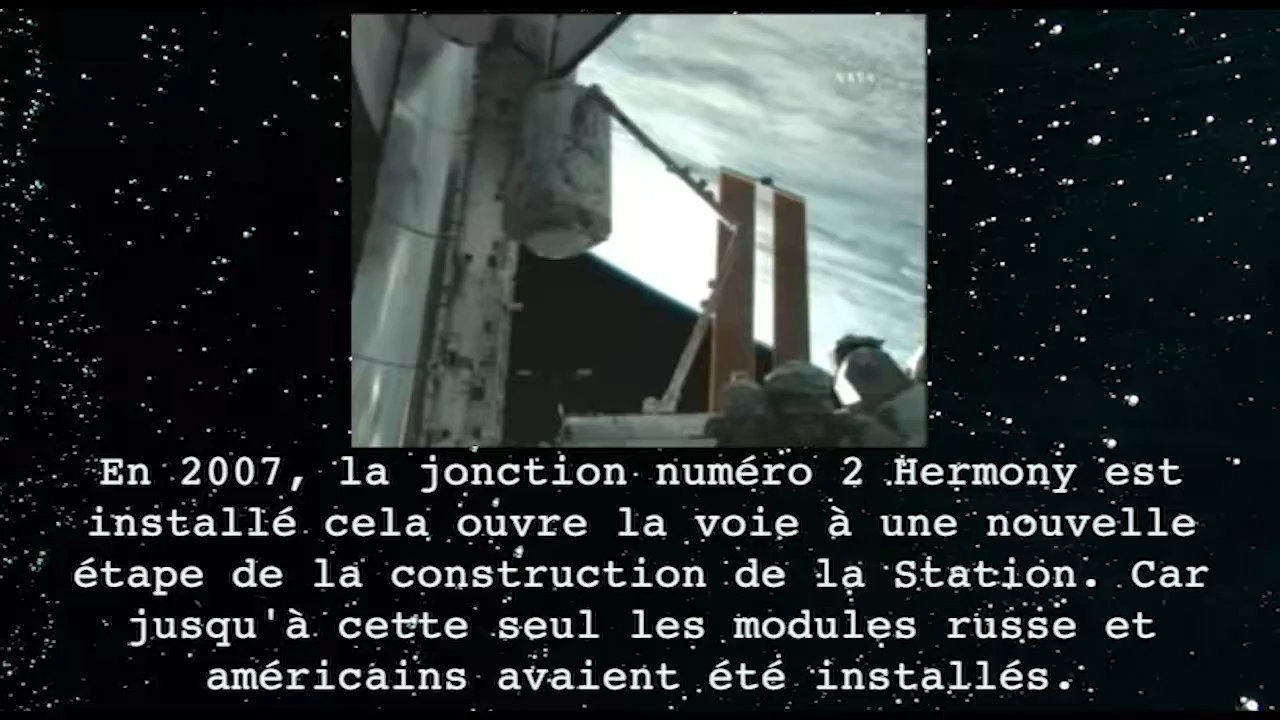 NASA
En 2007, la jonction numéro 2 Hermony est
installé cela ouvre la voie à une nouvelle
étape de la construction de la Station. Car
jusqu'à cette seul les modules russe et
américains avaient été installés.